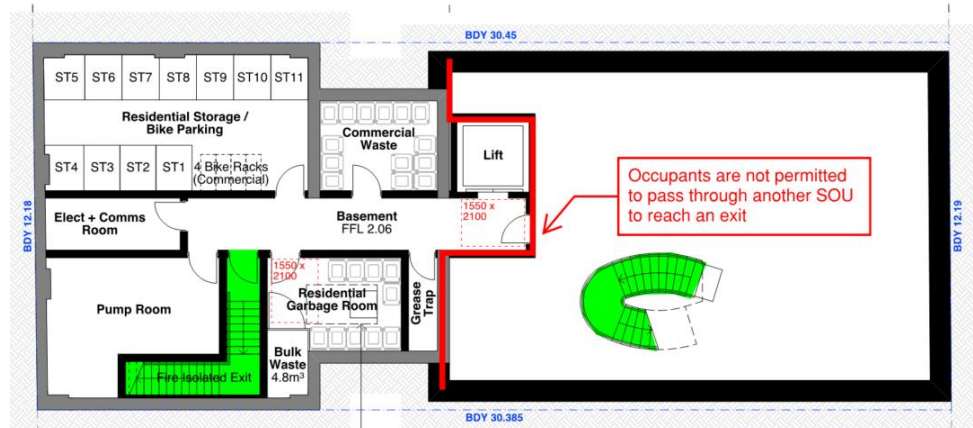 BDY 30.45
ST5 ST6 ST7 ST8 ST9 ST10 ST11
Residential Storage /
Bike Parking
ST4 ST3 ST2 ST1
4 Bike Racks
(Commercial)
Commercial
Waste
Lift
Occupants are not permitted
to pass through another SOU
to reach an exit
BDY 12.18
BDY 12.19
Elect + Comms
Room
Basement
FFL 2.06
1550 x
2100
1550 x
2100
Residential
Garbage Room
Grease
Trap
Pump Room
Bulk
Waste
4.8m³
Fire Isolated Exit
BDY 30.385